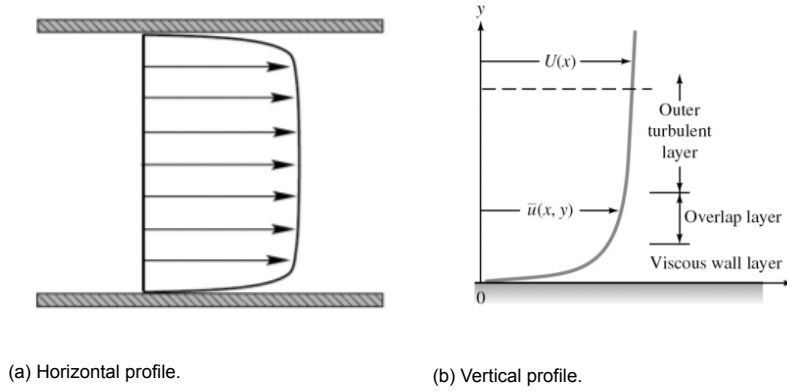 y
U(x)
Outer
turbulent
layer
u̅(x, y)
Overlap layer
Viscous wall layer
0
(a) Horizontal profile.
(b) Vertical profile.